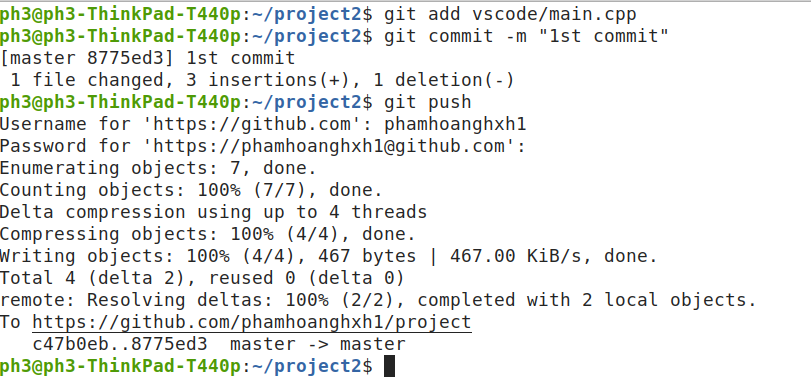 ph3@ph3-ThinkPad-T440p:~/project2$ git add vscode/main.cpp
ph3@ph3-ThinkPad-T440p:~/project2$ git commit -m "1st commit"
[master 8775ed3] 1st commit
 1 file changed, 3 insertions(+), 1 deletion(-)
ph3@ph3-ThinkPad-T440p:~/project2$ git push
Username for 'https://github.com': phamhoanghxh1
Password for 'https://phamhoanghxh1@github.com':
Enumerating objects: 7, done.
Counting objects: 100% (7/7), done.
Delta compression using up to 4 threads
Compressing objects: 100% (4/4), done.
Writing objects: 100% (4/4), 467 bytes | 467.00 KiB/s, done.
Total 4 (delta 2), reused 0 (delta 0)
remote: Resolving deltas: 100% (2/2), completed with 2 local objects.
To https://github.com/phamhoanghxh1/project
   c47b0eb..8775ed3  master -> master
ph3@ph3-ThinkPad-T440p:~/project2$